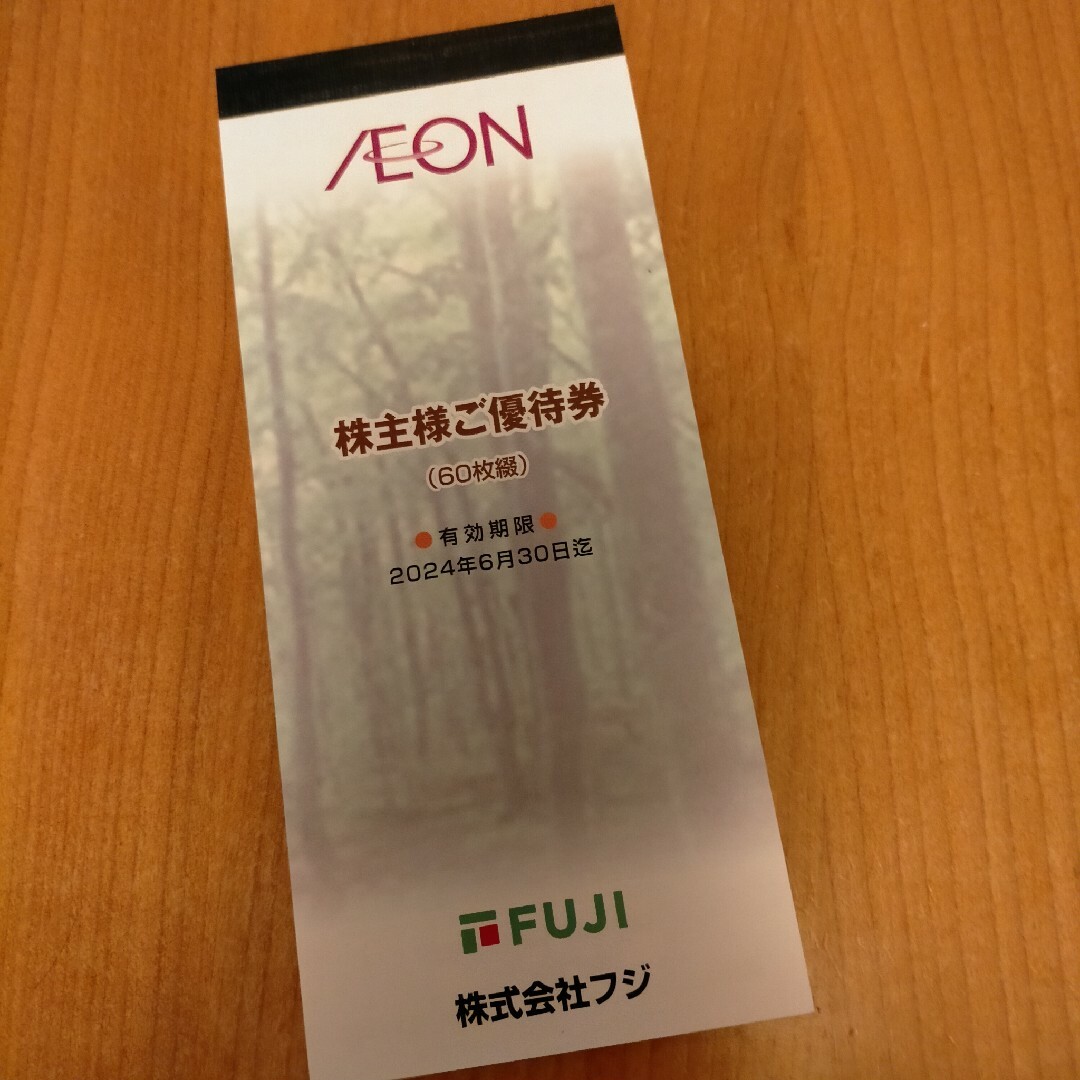 ÆON
株主様ご優待券
(60枚綴)
●有効期限●
2024年6月30日迄
FUJI
株式会社フジ